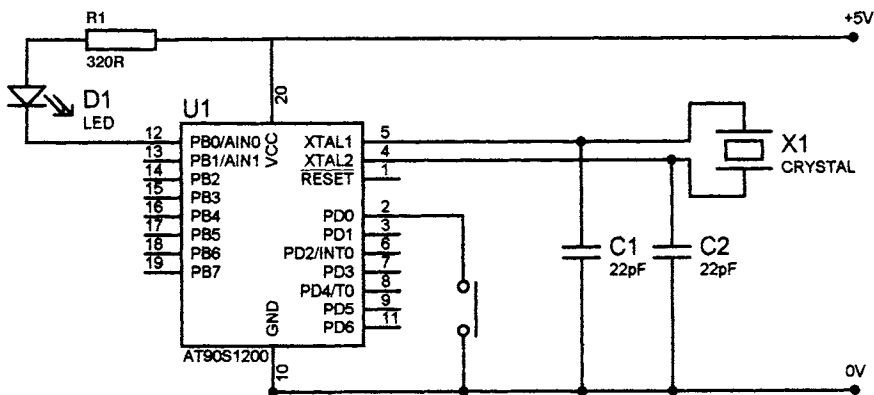 R1
+5V
320R
D1
LED
20
U1
12 PB0/AIN0 VCC XTAL1 5
13 PB1/AIN1 XTAL2 4
14 PB2 RESET 1
15 PB3
16 PB4 PD0 2
17 PB5 PD1 3
18 PB6 PD2/INT0 6
19 PB7 PD3 7
PD4/T0 8
PD5 9
GND PD6 11
AT90S1200
10
X1
CRYSTAL
C1
22pF
C2
22pF
0V